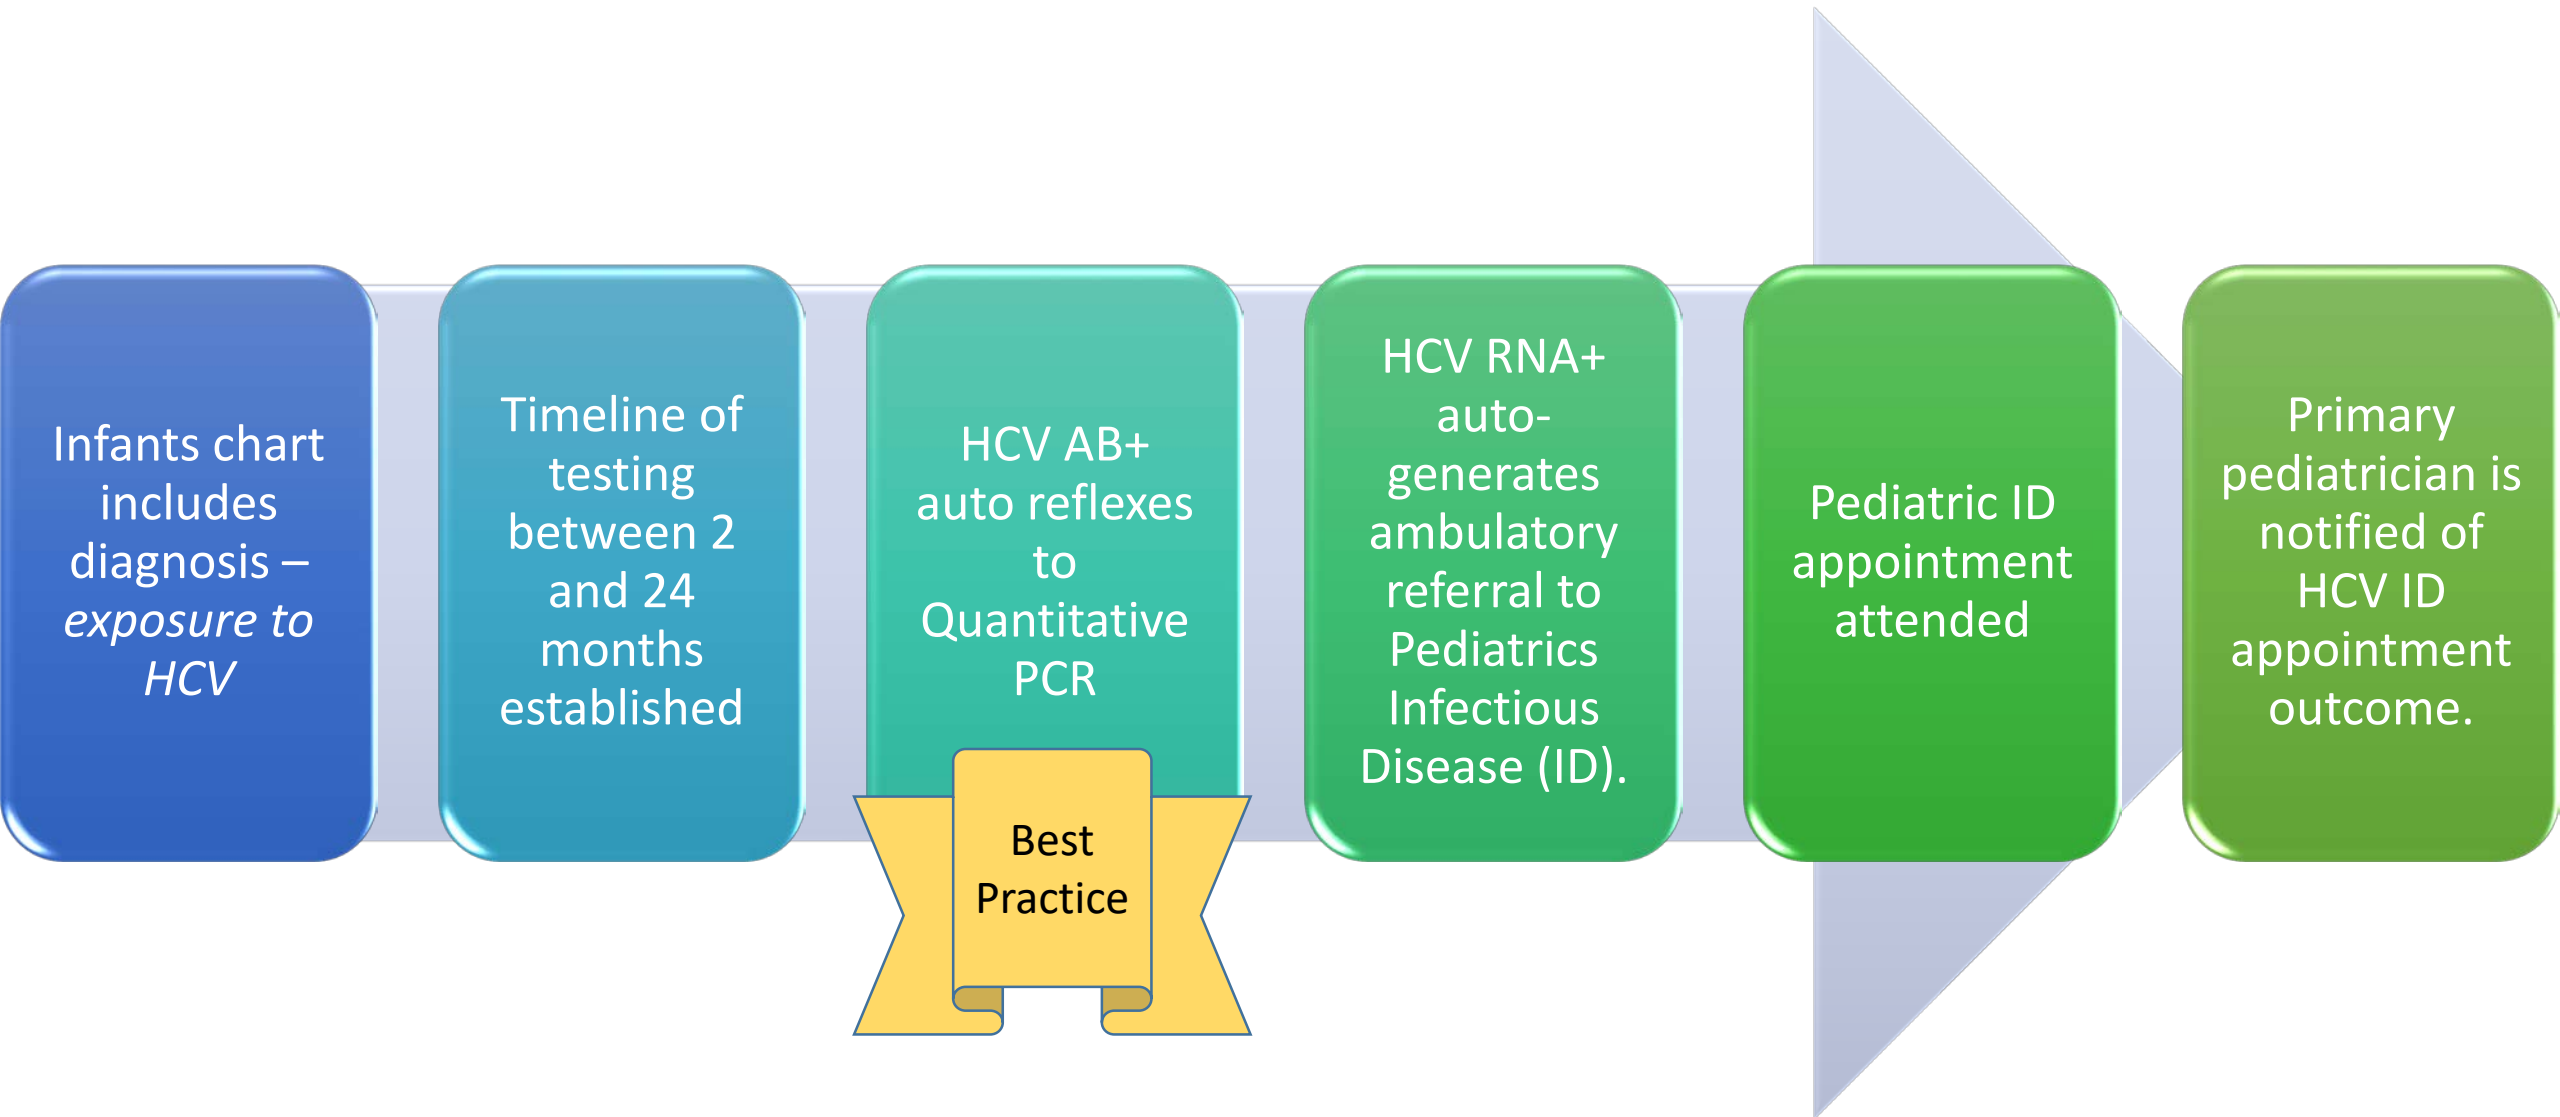 Infants chart
includes
diagnosis –
exposure to
HCV
Timeline of
testing
between 2
and 24
months
established
HCV AB+
auto reflexes
to
Quantitative
PCR
Best
Practice
HCV RNA+
auto-
generates
ambulatory
referral to
Pediatrics
Infectious
Disease (ID).
Pediatric ID
appointment
attended
Primary
pediatrician is
notified of
HCV ID
appointment
outcome.